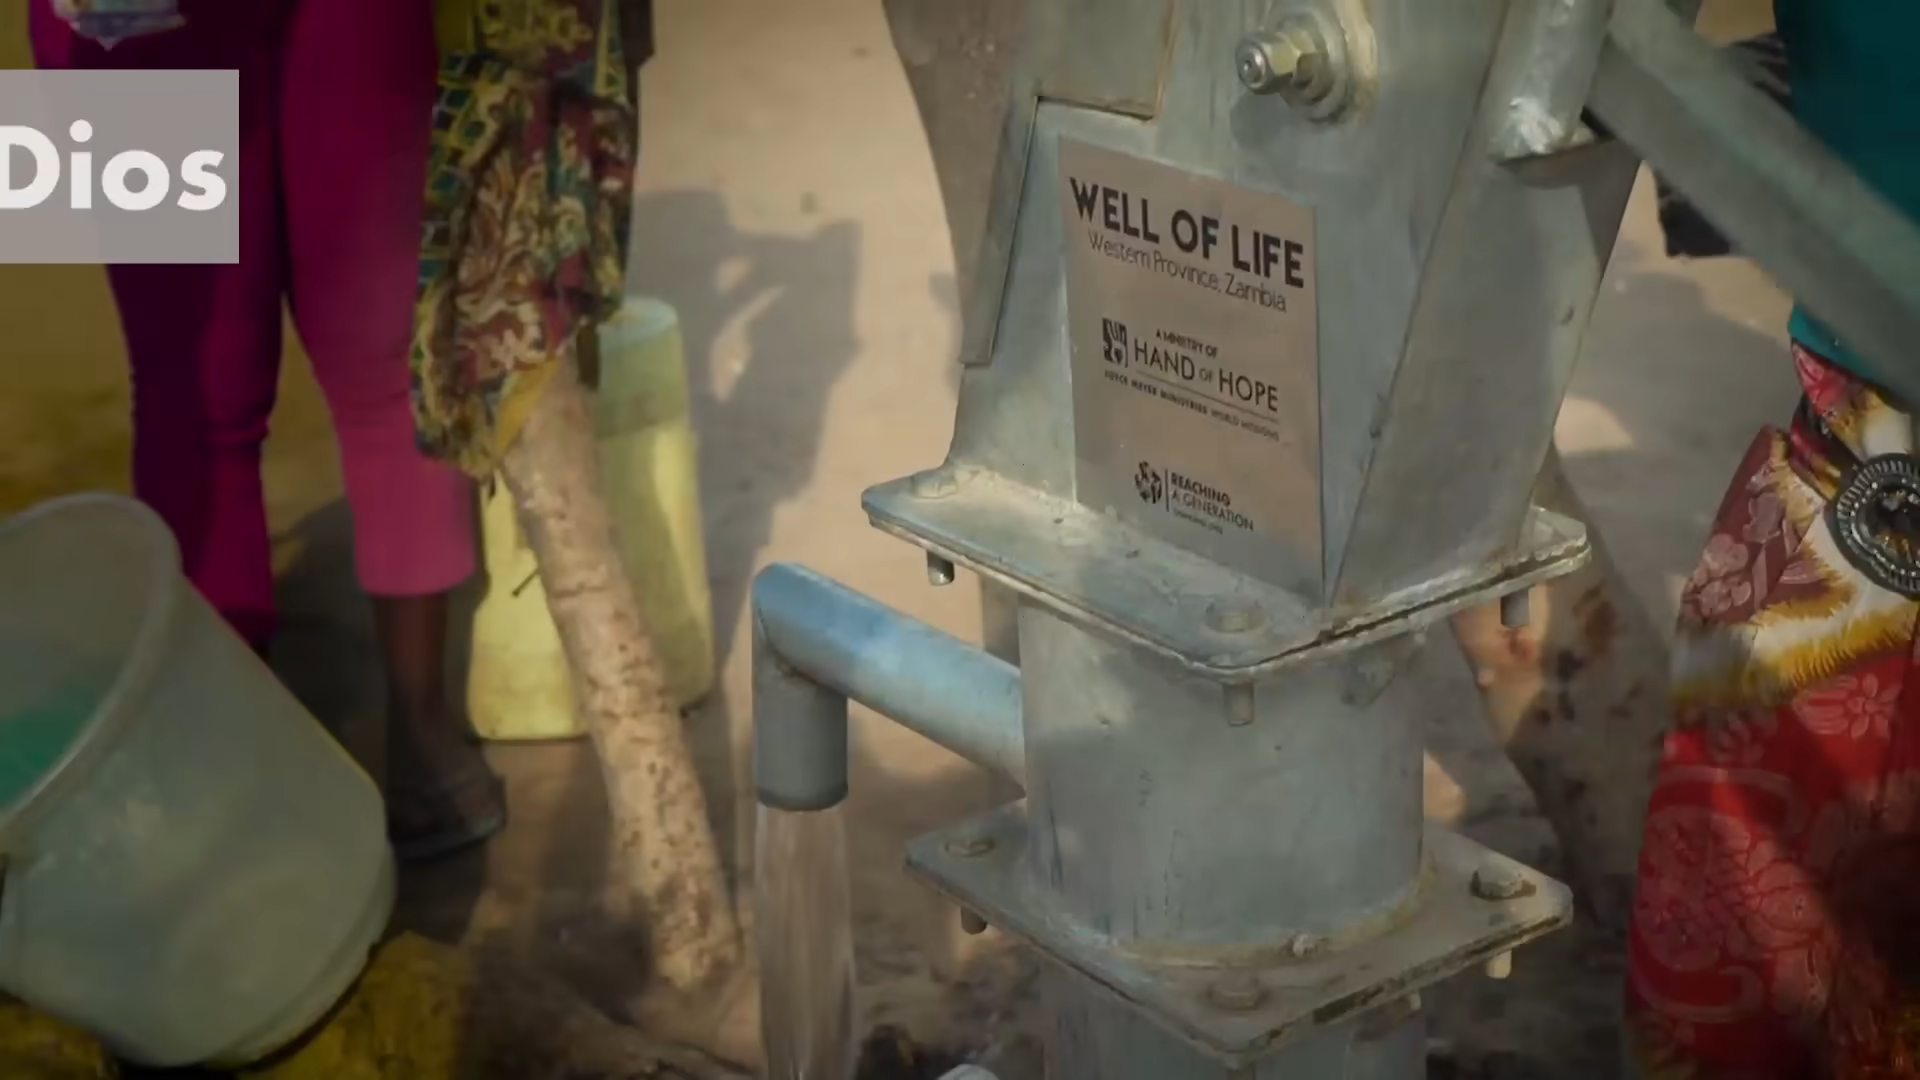 Dios
WELL OF LIFE
Western Province, Zambia
A MINISTRY OF
HAND OF HOPE
JOYCE MEYER MINISTRIES WORLD MISSIONS
REACHING
A GENERATION